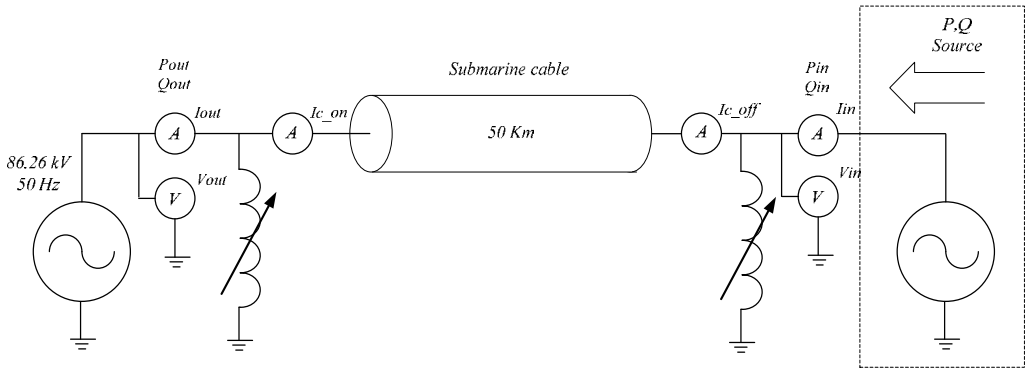 P,Q
Source
Pout
Qout
Submarine cable
Pin
Qin
Iout
Ic_on
Ic_off
Iin
A
A
50 Km
A
A
86.26 kV
50 Hz
Vout
Vin
V
V